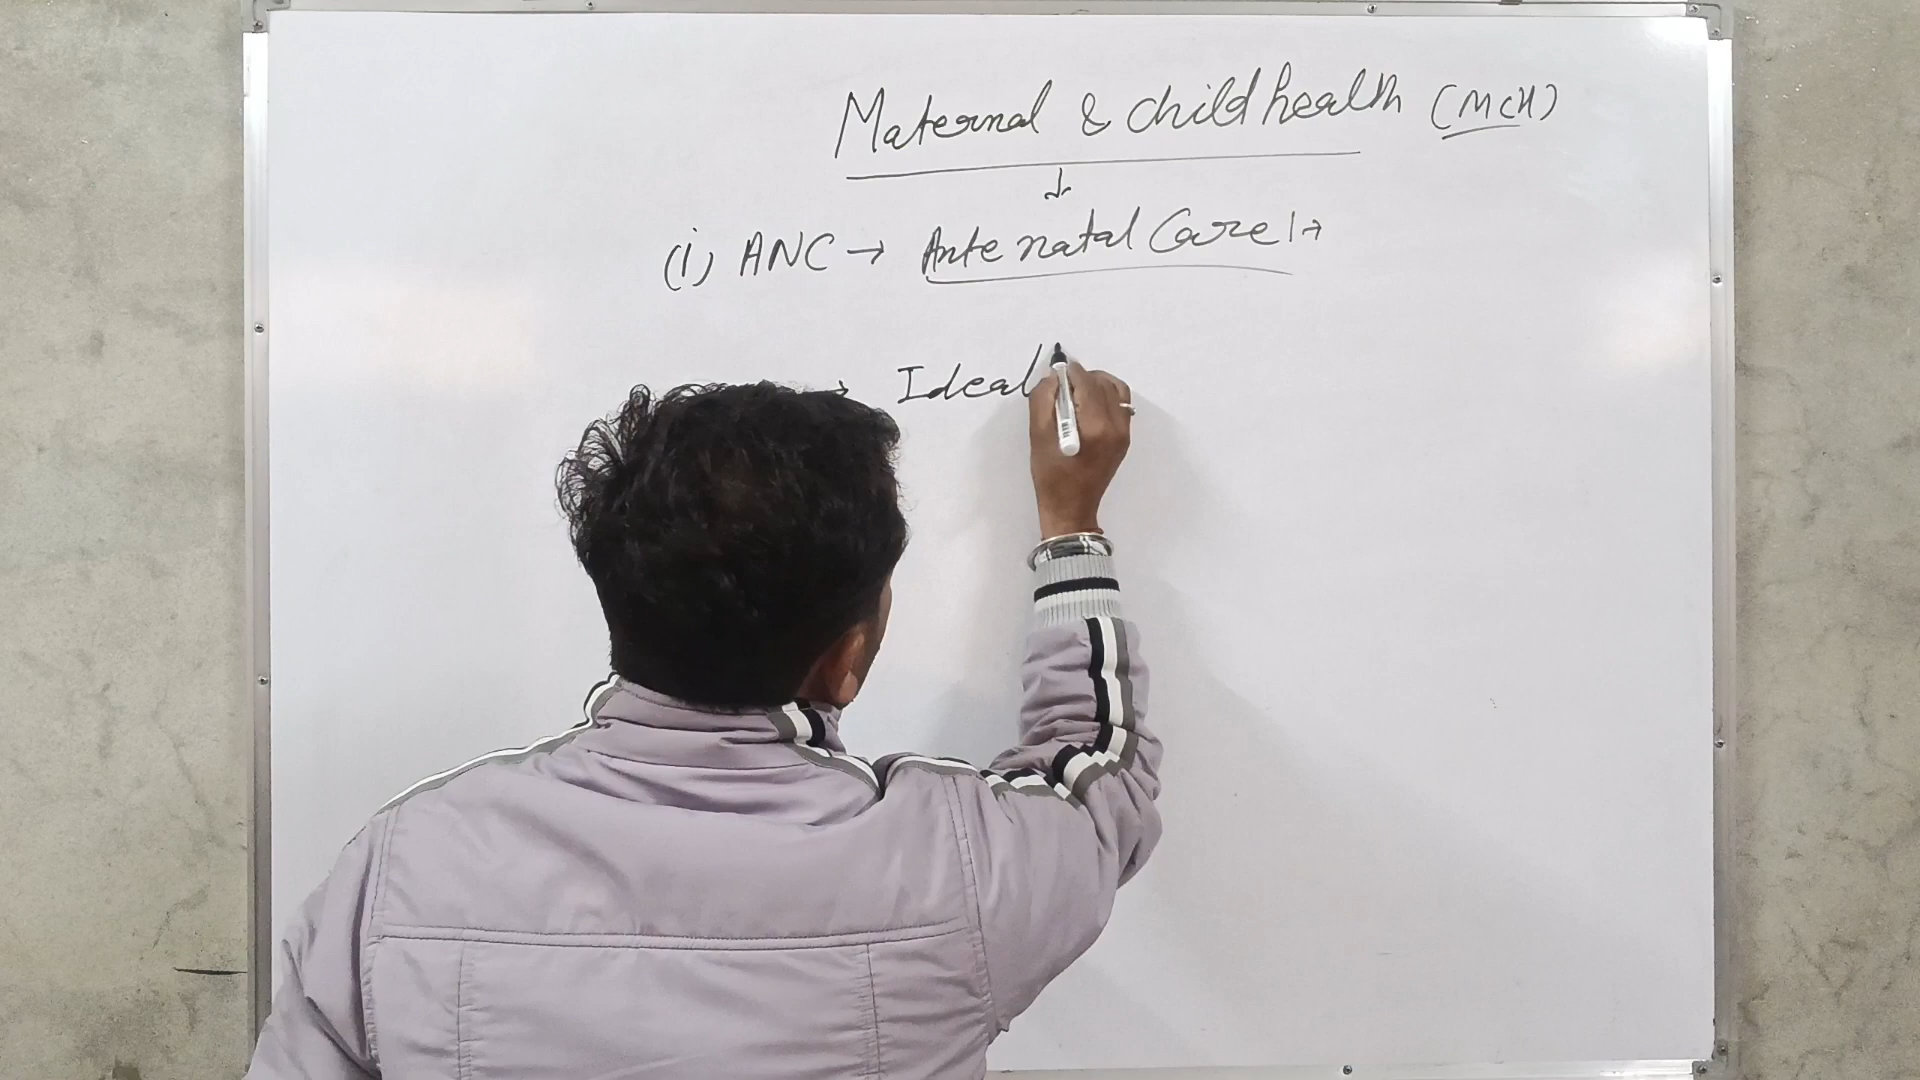 Maternal & child health (MCH)
↓
(i) ANC → Ante natal Care |→
→ Ideal